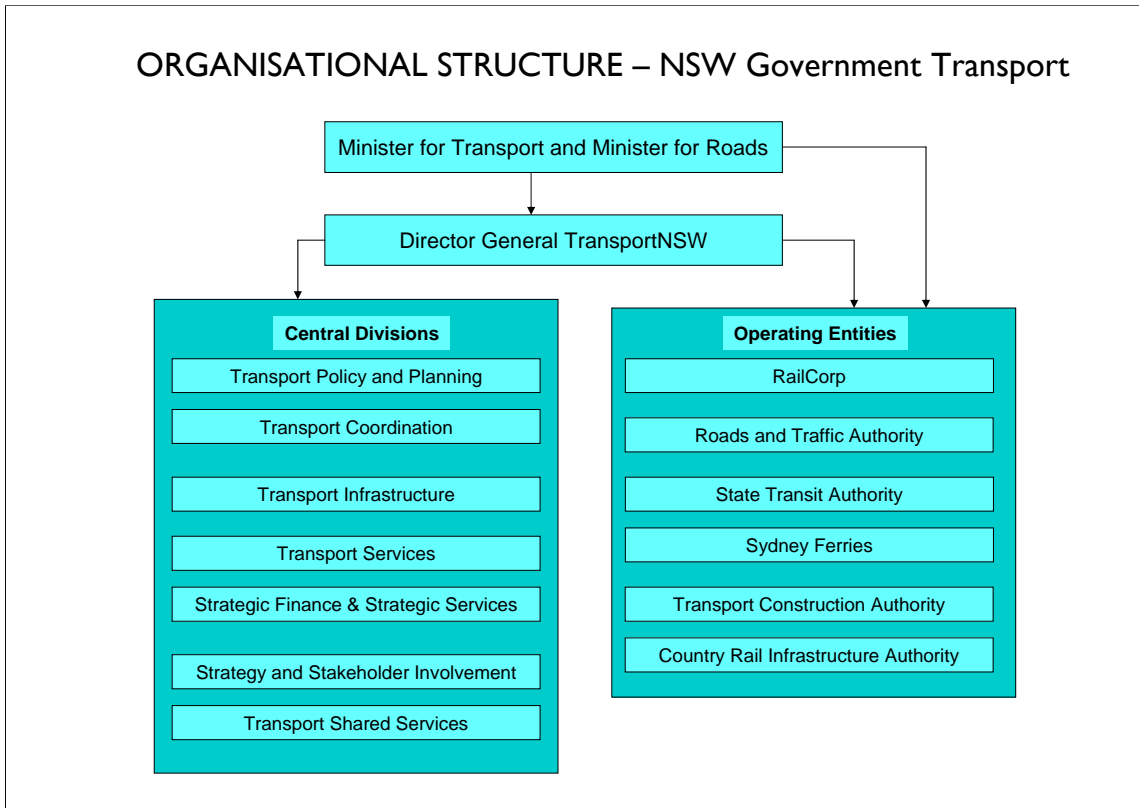 ORGANISATIONAL STRUCTURE – NSW Government Transport
Minister for Transport and Minister for Roads
Director General TransportNSW
Central Divisions
Transport Policy and Planning
Transport Coordination
Transport Infrastructure
Transport Services
Strategic Finance & Strategic Services
Strategy and Stakeholder Involvement
Transport Shared Services
Operating Entities
RailCorp
Roads and Traffic Authority
State Transit Authority
Sydney Ferries
Transport Construction Authority
Country Rail Infrastructure Authority